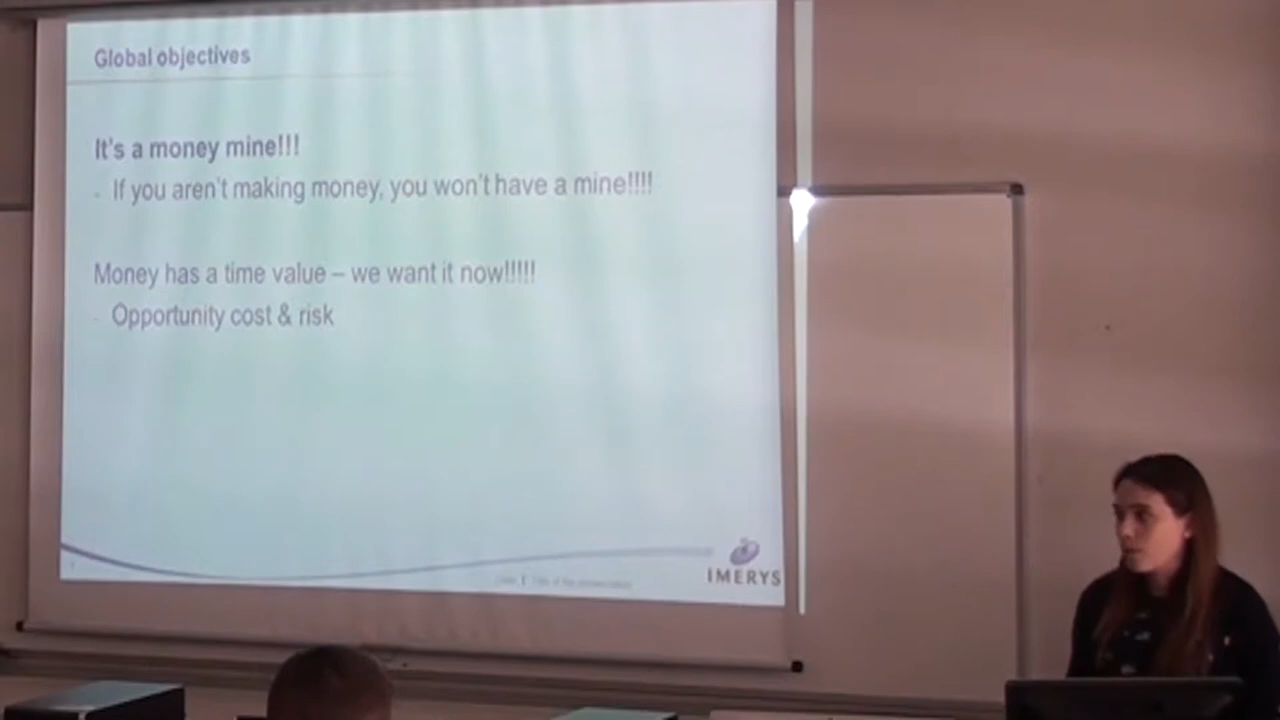 Global objectives
It's a money mine!!!
- If you aren't making money, you won't have a mine!!!!
Money has a time value – we want it now!!!!!
- Opportunity cost & risk
IMERYS